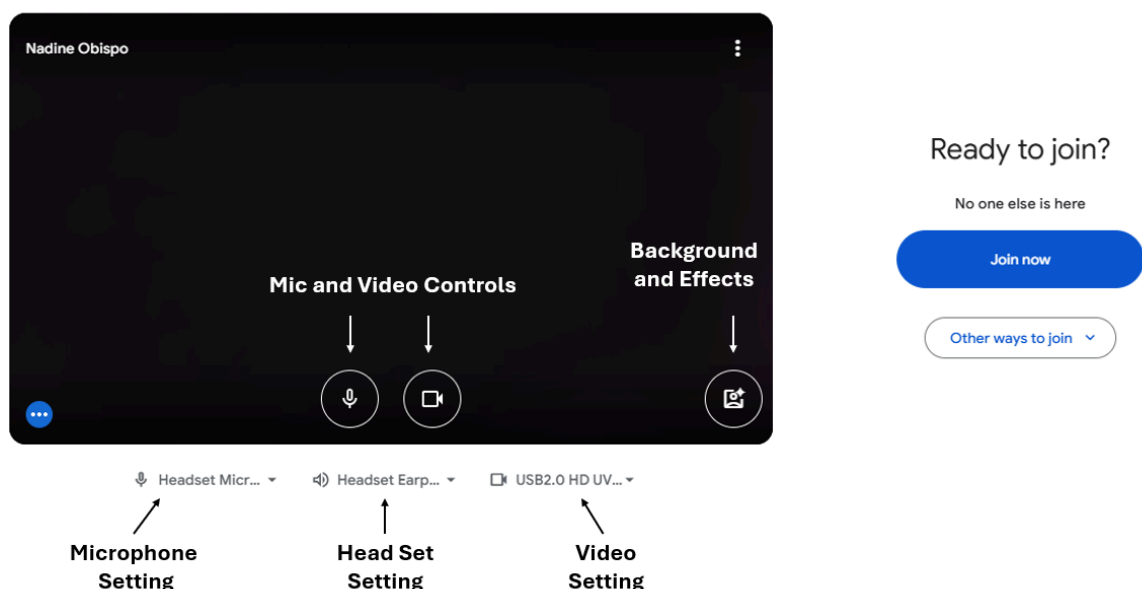 Nadine Obispo
Ready to join?
No one else is here
Join now
Other ways to join
Background
and Effects
Mic and Video Controls
Headset Micr...
Headset Earp...
USB2.0 HD UV...
Microphone
Setting
Head Set
Setting
Video
Setting